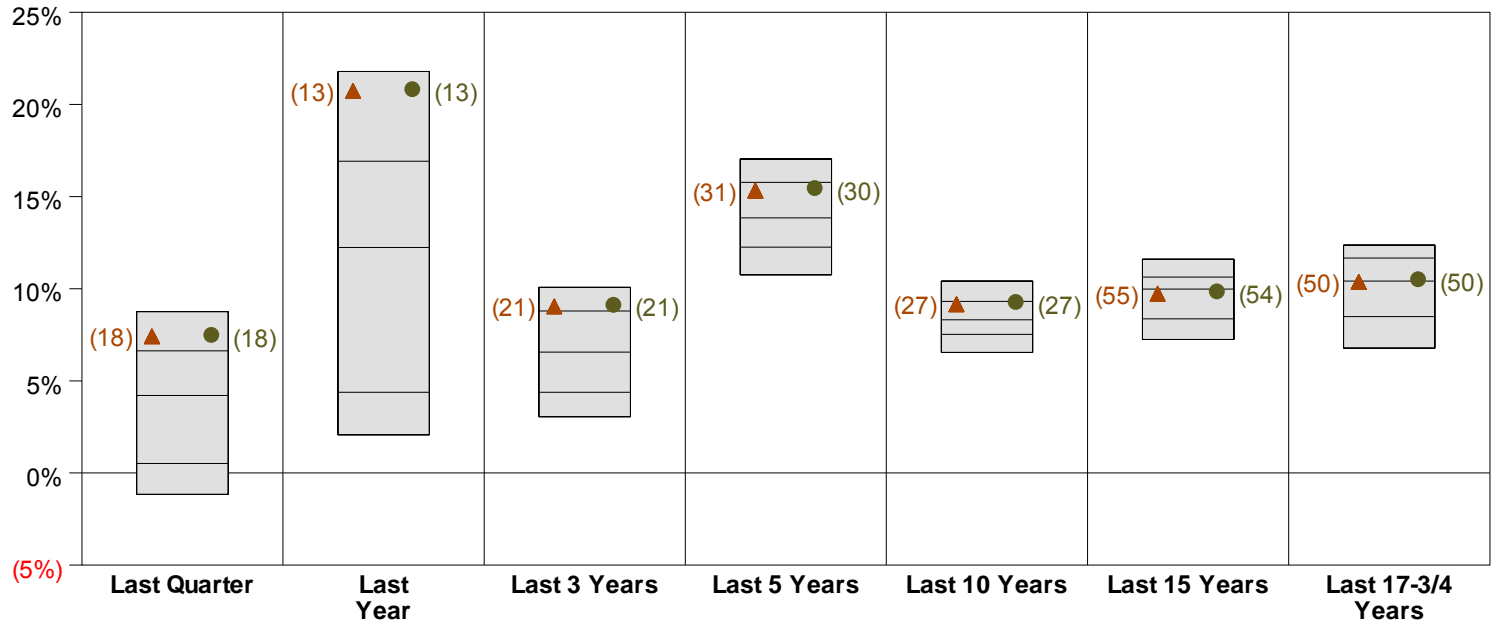 25%
20%
15%
10%
5%
0%
(5%)
(18)
(18)
(13)
(13)
(21)
(21)
(31)
(30)
(27)
(27)
(55)
(54)
(50)
(50)
Last Quarter
Last
Year
Last 3 Years
Last 5 Years
Last 10 Years
Last 15 Years
Last 17-3/4
Years